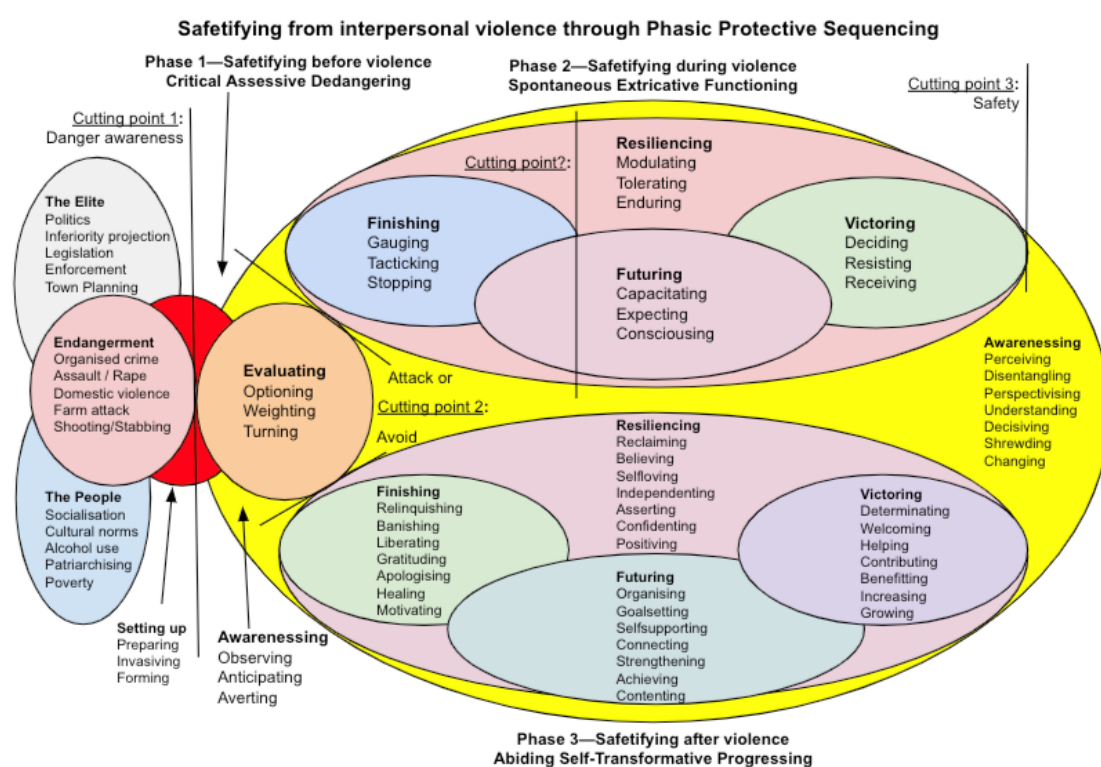 Safetifying from interpersonal violence through Phasic Protective Sequencing
Phase 1—Safetifying before violence
Critical Assessive Dedangering
Phase 2—Safetifying during violence
Spontaneous Extricative Functioning
Cutting point 3:
Safety
Cutting point 1:
Danger awareness
The Elite
Politics
Inferiority projection
Legislation
Enforcement
Town Planning
Endangerment
Organised crime
Assault / Rape
Domestic violence
Farm attack
Shooting/Stabbing
The People
Socialisation
Cultural norms
Alcohol use
Patriarchising
Poverty
Setting up
Preparing
Invasiving
Forming
Evaluating
Optioning
Weighting
Turning
Awarenessing
Observing
Anticipating
Averting
Attack or
Cutting point 2:
Avoid
Cutting point?:
Resiliencing
Modulating
Tolerating
Enduring
Finishing
Gauging
Tacticking
Stopping
Futuring
Capacitating
Expecting
Consciousing
Victoring
Deciding
Resisting
Receiving
Awarenessing
Perceiving
Disentangling
Perspectivising
Understanding
Decisiving
Shrewding
Changing
Resiliencing
Reclaiming
Believing
Selfloving
Independenting
Asserting
Confidenting
Positiving
Finishing
Relinquishing
Banishing
Liberating
Gratituding
Apologising
Healing
Motivating
Futuring
Organising
Goalsetting
Selfsupporting
Connecting
Strengthening
Achieving
Contenting
Victoring
Determinating
Welcoming
Helping
Contributing
Benefitting
Increasing
Growing
Phase 3—Safetifying after violence
Abiding Self-Transformative Progressing